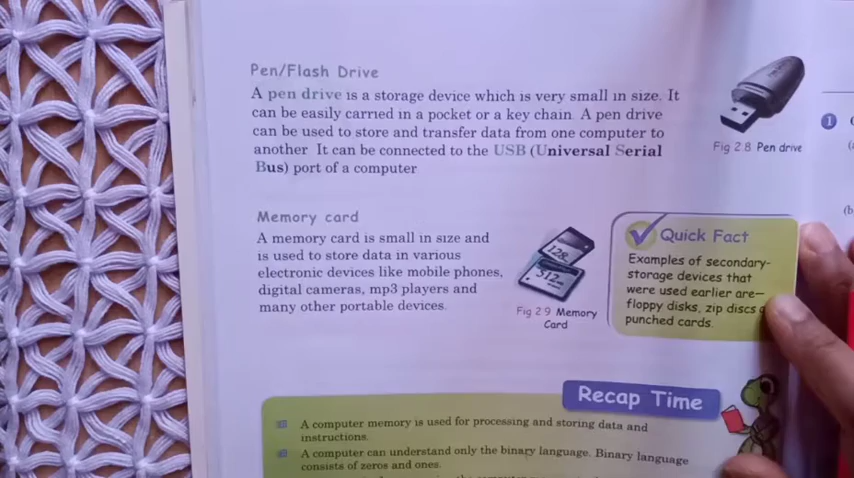 Pen/Flash Drive
A pen drive is a storage device which is very small in size. It
can be easily carried in a pocket or a key chain. A pen drive
can be used to store and transfer data from one computer to
another. It can be connected to the USB (Universal Serial
Bus) port of a computer
Fig 2.8 Pen drive
1
(b
Memory card
A memory card is small in size and
is used to store data in various
electronic devices like mobile phones,
digital cameras, mp3 players and
many other portable devices.
128
512
Fig 2.9 Memory
Card
Quick Fact
Examples of secondary-
storage devices that
were used earlier are—
floppy disks, zip discs
punched cards.
Recap Time
A computer memory is used for processing and storing data and
instructions.
A computer can understand only the binary language. Binary language
consists of zeros and ones.